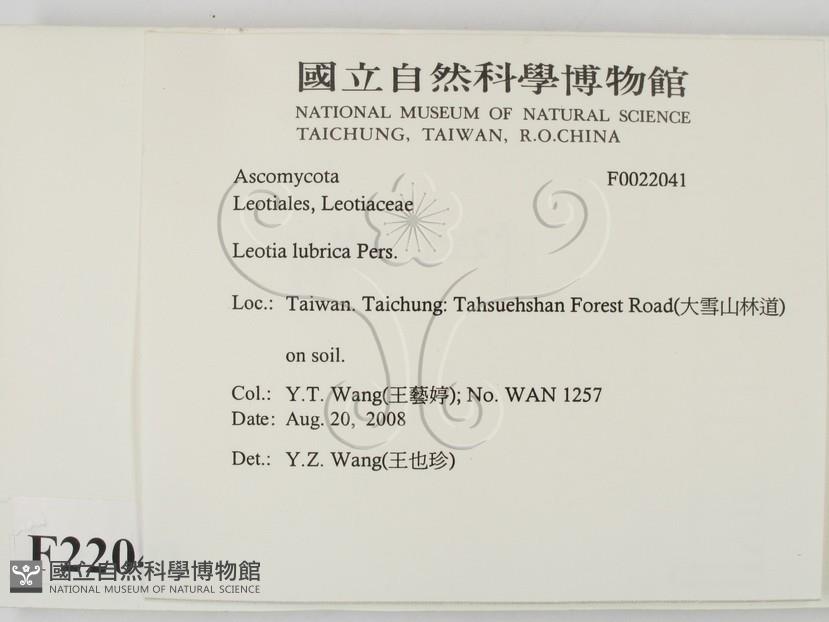 國立自然科學博物館
NATIONAL MUSEUM OF NATURAL SCIENCE
TAICHUNG, TAIWAN, R.O.CHINA
Ascomycota F0022041
Leotiales, Leotiaceae
Leotia lubrica Pers.
Loc.: Taiwan. Taichung: Tahsuehshan Forest Road(大雪山林道)
on soil.
Col.: Y.T. Wang(王藝婷); No. WAN 1257
Date: Aug. 20, 2008
Det.: Y.Z. Wang(王也珍)
國立自然科學博物館
NATIONAL MUSEUM OF NATURAL SCIENCE